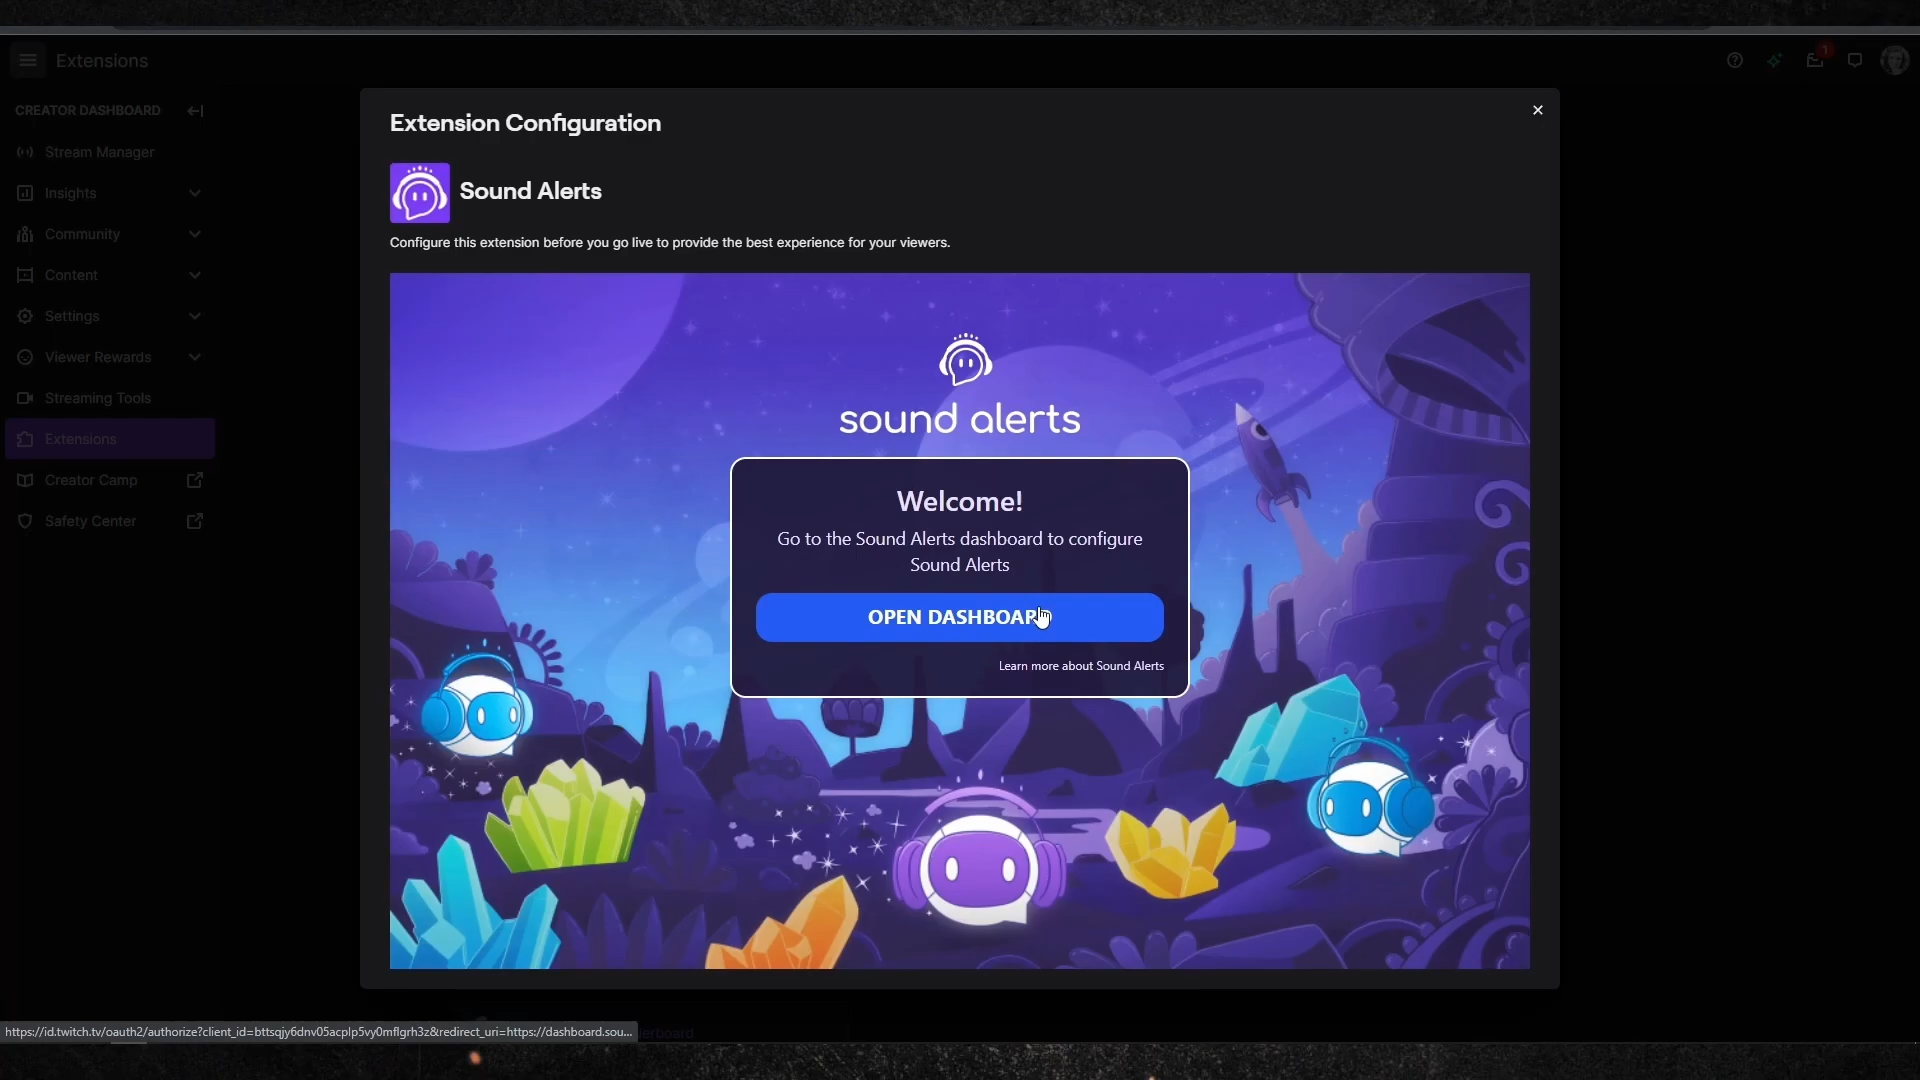 Extensions
1
CREATOR DASHBOARD
Stream Manager
Insights
Community
Content
Settings
Viewer Rewards
Streaming Tools
Extensions
Creator Camp
Safety Center
Extension Configuration
Sound Alerts
Configure this extension before you go live to provide the best experience for your viewers.
sound alerts
Welcome!
Go to the Sound Alerts dashboard to configure
Sound Alerts
OPEN DASHBOARD
Learn more about Sound Alerts
https://id.twitch.tv/oauth2/authorize?client_id=bttsqjy6dnv05acplp5vy0mflgrh3z&redirect_uri=https://dashboard.sou...